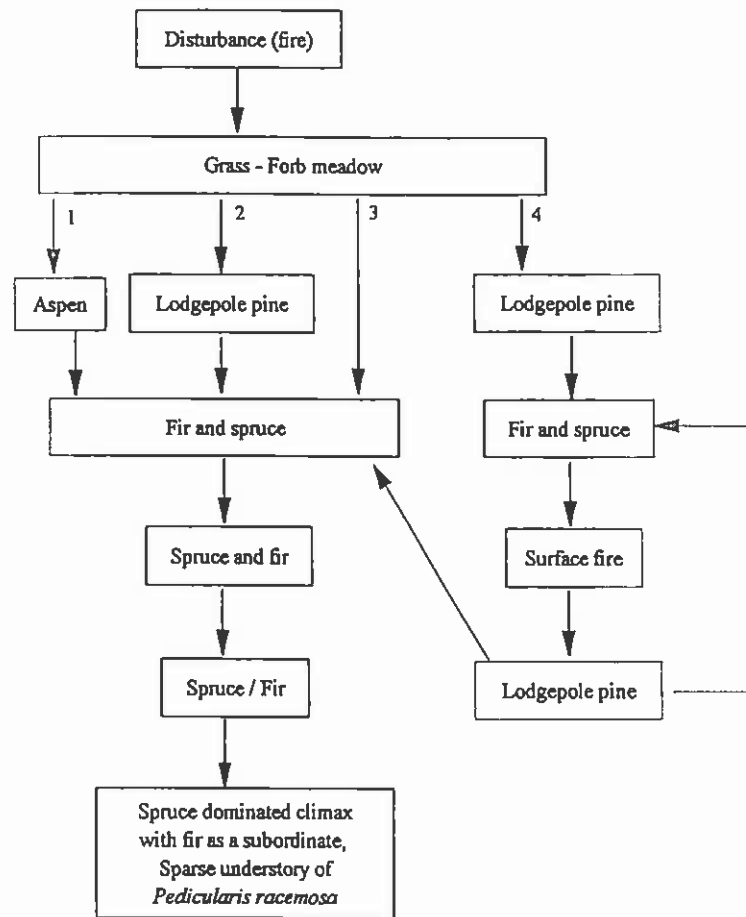 Disturbance (fire)
Grass - Forb meadow
1
2
3
4
Aspen
Lodgepole pine
Lodgepole pine
Fir and spruce
Fir and spruce
Spruce and fir
Surface fire
Spruce / Fir
Lodgepole pine
Spruce dominated climax
with fir as a subordinate,
Sparse understory of
Pedicularis racemosa